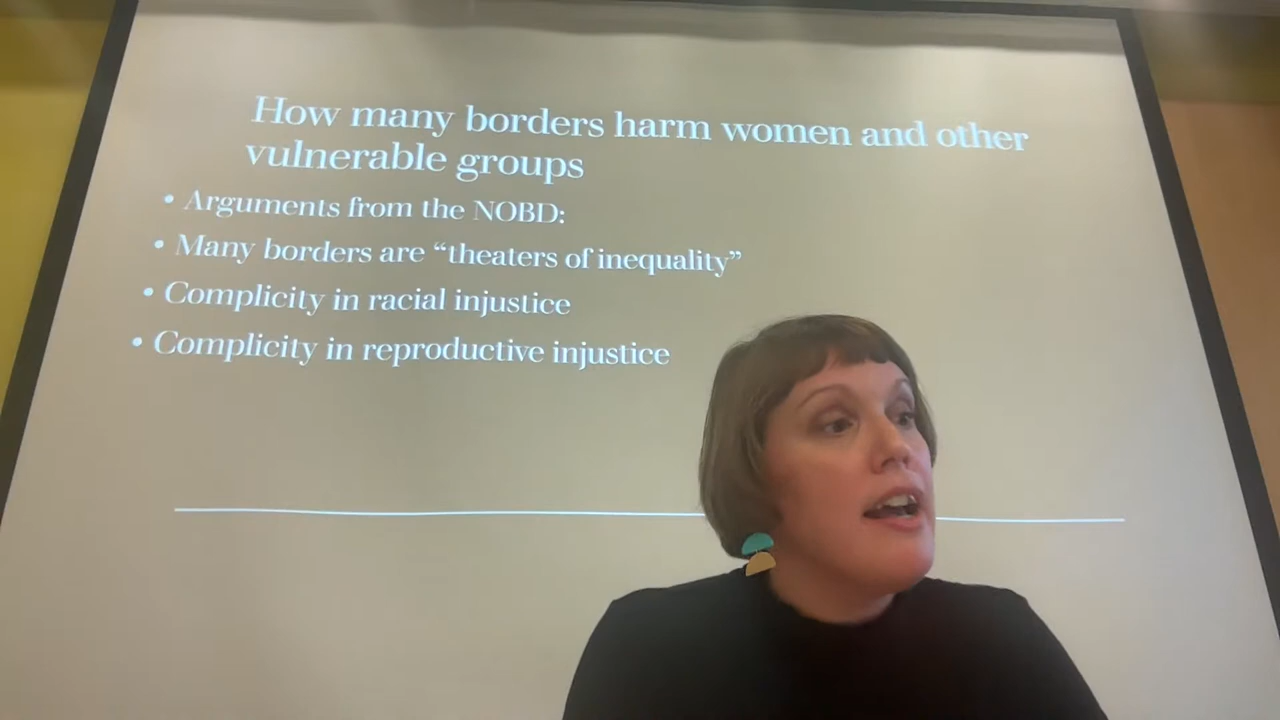 How many borders harm women and other
vulnerable groups
• Arguments from the NOBD:
• Many borders are “theaters of inequality”
• Complicity in racial injustice
• Complicity in reproductive injustice